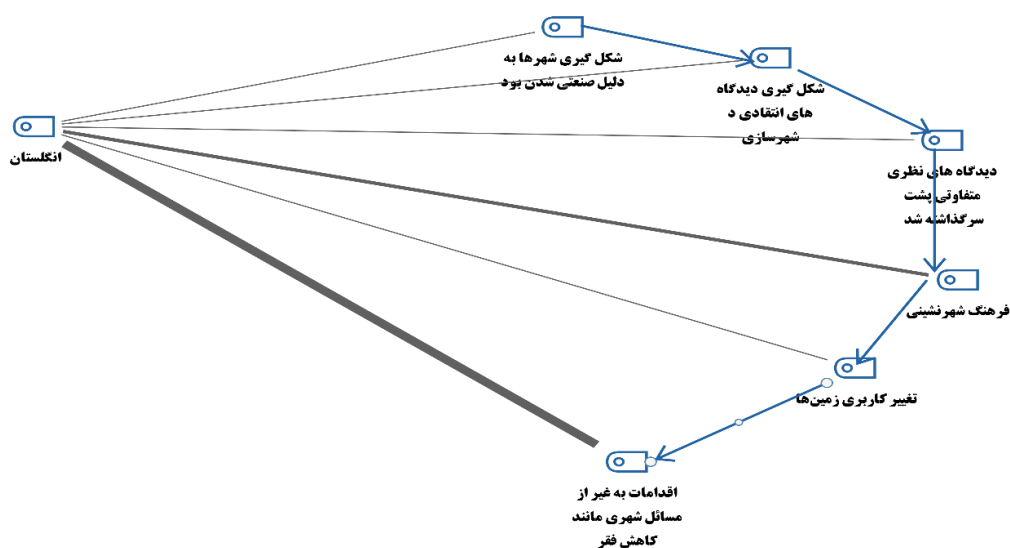 شکل گیری شهرها به
دلیل صنعتی شدن بود
شکل گیری دیدگاه
های انتقادی د
شهرسازی
انگلستان
دیدگاه های نظری
متفاوتی پشت
سرگذاشته شد
فرهنگ شهرنشینی
تغییر کاربری زمین‌ها
اقدامات به غیر از
مسائل شهری مانند
کاهش فقر